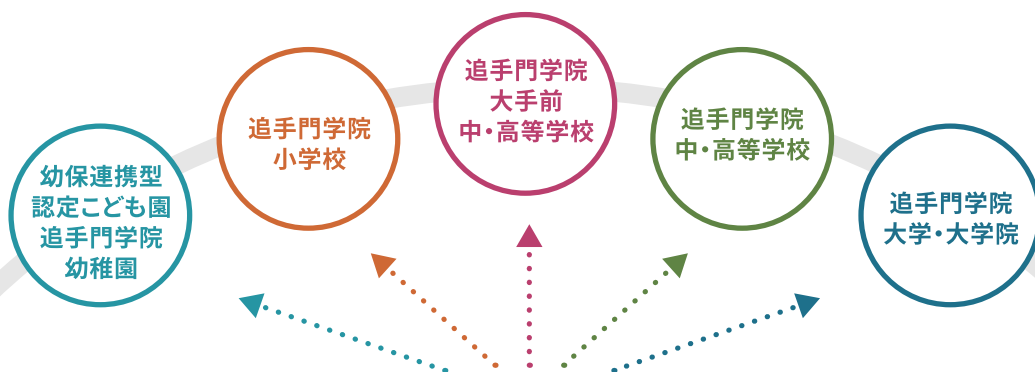 幼保連携型
認定こども園
追手門学院
幼稚園
追手門学院
小学校
追手門学院
大手前
中・高等学校
追手門学院
中・高等学校
追手門学院
大学・大学院